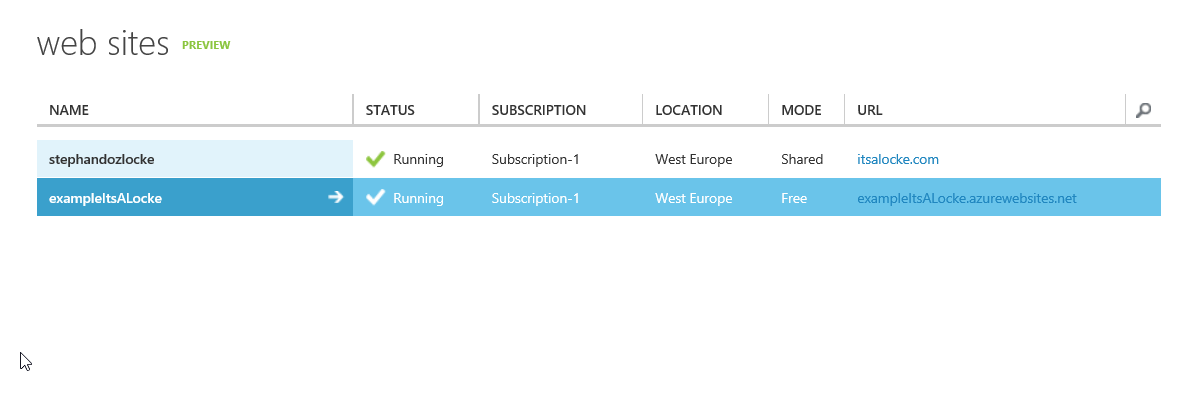 web sites PREVIEW
NAME STATUS SUBSCRIPTION LOCATION MODE URL
stephandozlocke Running Subscription-1 West Europe Shared itsalocke.com
exampleItsALocke Running Subscription-1 West Europe Free exampleItsALocke.azurewebsites.net